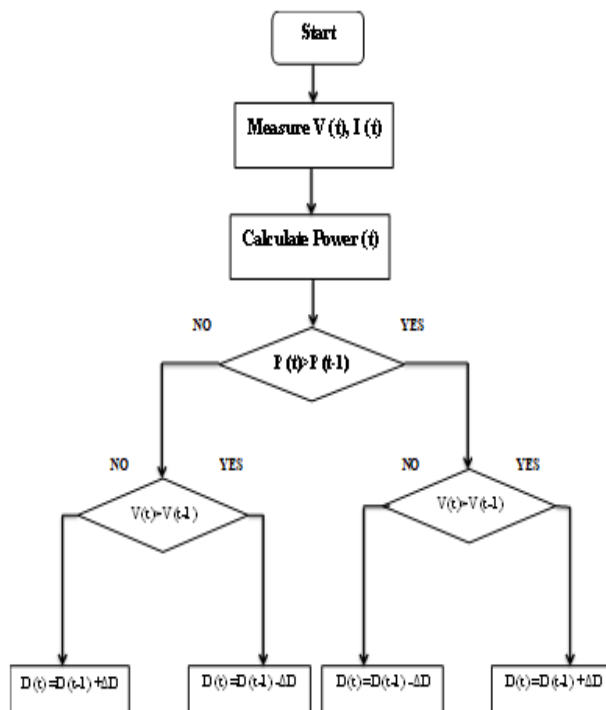 Start
Measure V (t), I (t)
Calculate Power (t)
NO YES
P (t)>P (t-1)
NO YES NO YES
V(t)>V(t-1) V(t)>V(t-1)
D(t)=D(t-1)+ΔD D(t)=D(t-1)-ΔD D(t)=D(t-1)-ΔD D(t)=D(t-1)+ΔD